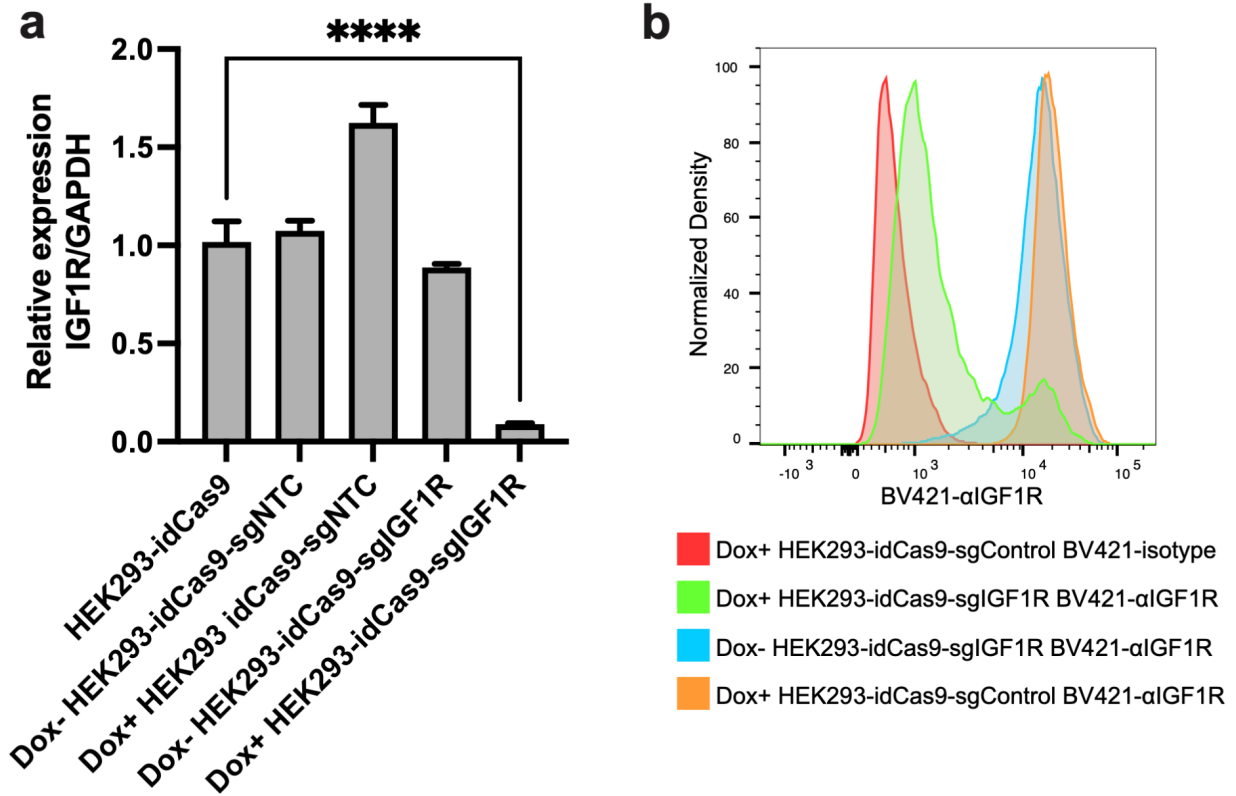 a
****
Relative expression
IGF1R/GAPDH
2.0
1.5
1.0
0.5
0.0
HEK293-idCas9
Dox- HEK293-idCas9-sgNTC
Dox+ HEK293 idCas9-sgNTC
Dox- HEK293-idCas9-sgIGF1R
Dox+ HEK293-idCas9-sgIGF1R
b
Normalized Density
100
80
60
40
20
0
-10 3 0 10 3 10 4 10 5
BV421-αIGF1R
Dox+ HEK293-idCas9-sgControl BV421-isotype
Dox+ HEK293-idCas9-sgIGF1R BV421-αIGF1R
Dox- HEK293-idCas9-sgIGF1R BV421-αIGF1R
Dox+ HEK293-idCas9-sgControl BV421-αIGF1R